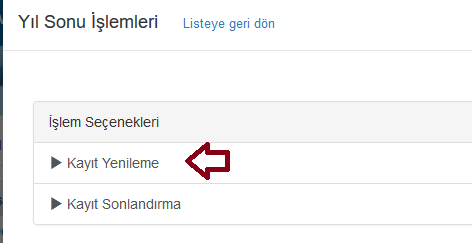 Yıl Sonu İşlemleri Listeye geri dön
İşlem Seçenekleri
Kayıt Yenileme
Kayıt Sonlandırma